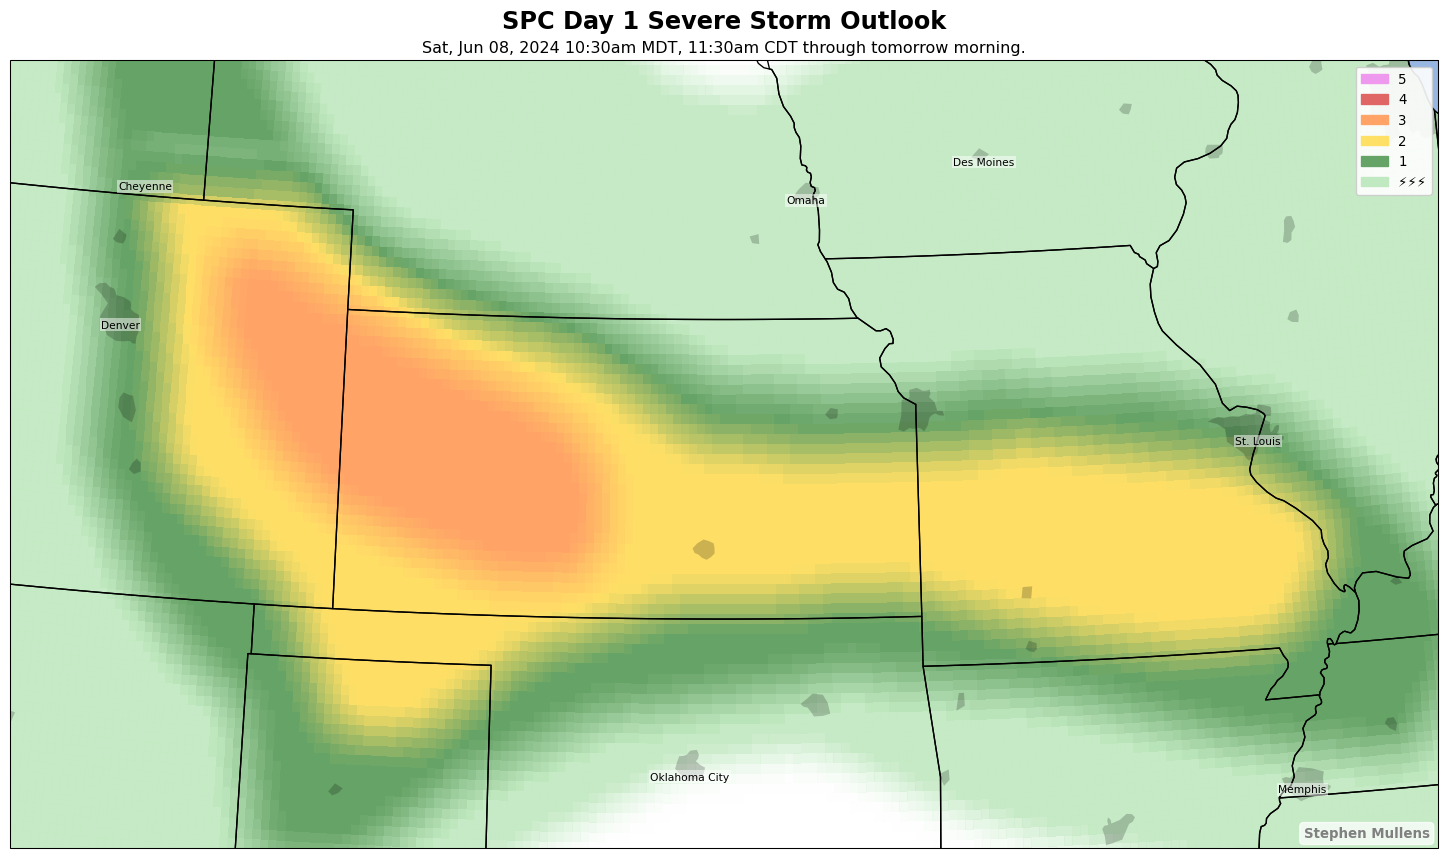 SPC Day 1 Severe Storm Outlook
Sat, Jun 08, 2024 10:30am MDT, 11:30am CDT through tomorrow morning.
5
4
3
2
1
⚡⚡⚡
Des Moines
Cheyenne
Omaha
Denver
St. Louis
Oklahoma City
Memphis
Stephen Mullens